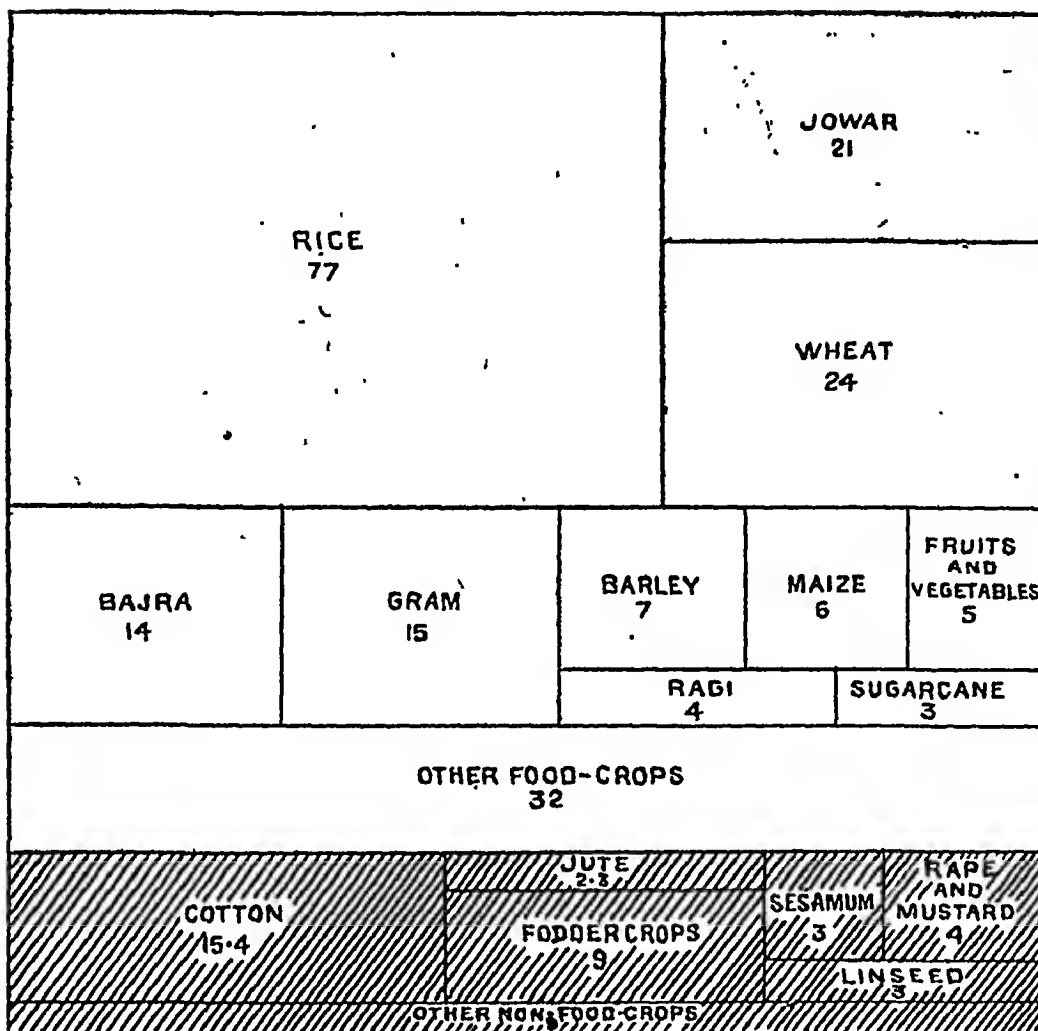 RICE
77
JOWAR
21
WHEAT
24
BAJRA
14
GRAM
15
BARLEY
7
MAIZE
6
FRUITS
AND
VEGETABLES
5
RAGI
4
SUGARCANE
3
OTHER FOOD-CROPS
32
COTTON
15·4
JUTE
2·3
FODDER CROPS
9
SESAMUM
3
RAPE
AND
MUSTARD
4
LINSEED
3
OTHER NON-FOOD-CROPS